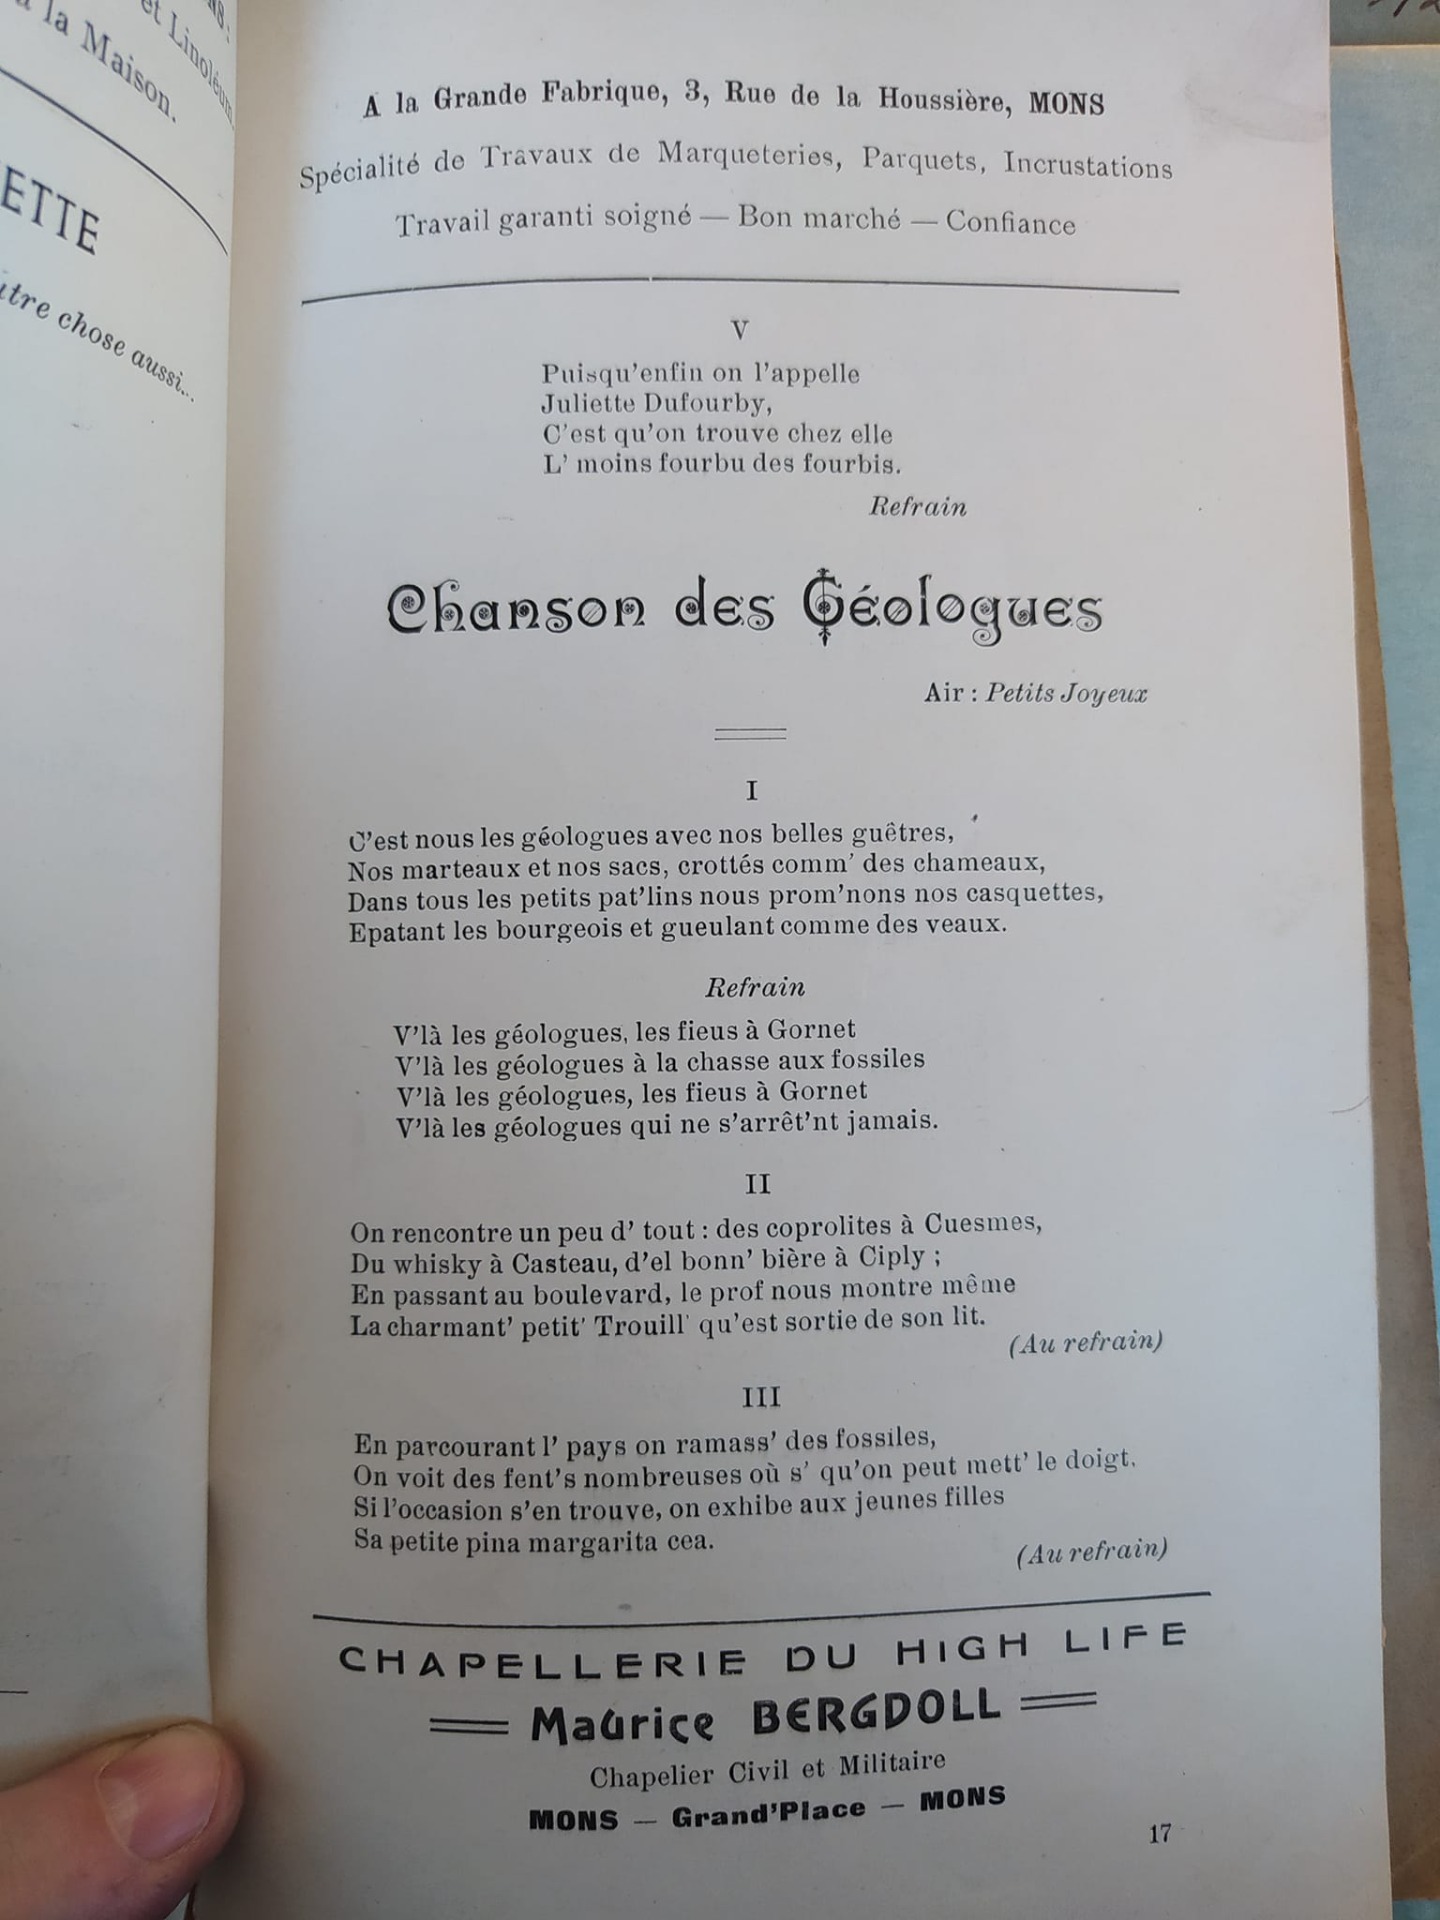 et Linoléum
la Maison.
ETTE
chose aussi...
A la Grande Fabrique, 3, Rue de la Houssière, MONS
Spécialité de Travaux de Marqueteries, Parquets, Incrustations
Travail garanti soigné — Bon marché — Confiance
V
Puisqu'enfin on l'appelle
Juliette Dufourby,
C'est qu'on trouve chez elle
L' moins fourbu des fourbis.
Refrain
Chanson des Géologues
Air : Petits Joyeux
I
C'est nous les géologues avec nos belles guêtres,
Nos marteaux et nos sacs, crottés comm' des chameaux,
Dans tous les petits pat'lins nous prom'nons nos casquettes,
Epatant les bourgeois et gueulant comme des veaux.
Refrain
V'là les géologues, les fieus à Gornet
V'là les géologues à la chasse aux fossiles
V'là les géologues, les fieus à Gornet
V'là les géologues qui ne s'arrêt'nt jamais.
II
On rencontre un peu d' tout : des coprolites à Cuesmes,
Du whisky à Casteau, d'el bonn' bière à Ciply ;
En passant au boulevard, le prof nous montre même
La charmant' petit' Trouill' qu'est sortie de son lit.
(Au refrain)
III
En parcourant l' pays on ramass' des fossiles,
On voit des fent's nombreuses où s' qu'on peut mett' le doigt.
Si l'occasion s'en trouve, on exhibe aux jeunes filles
Sa petite pina margarita cea.
(Au refrain)
CHAPELLERIE DU HIGH LIFE
Maurice BERGDOLL
Chapelier Civil et Militaire
MONS — Grand'Place — MONS
17